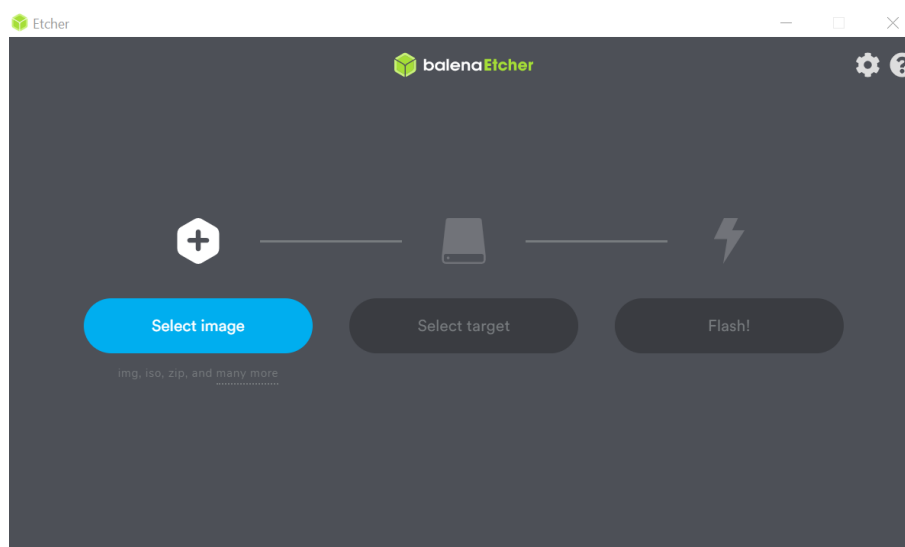 Etcher
balenaEtcher
Select image
Select target
Flash!
img, iso, zip, and many more